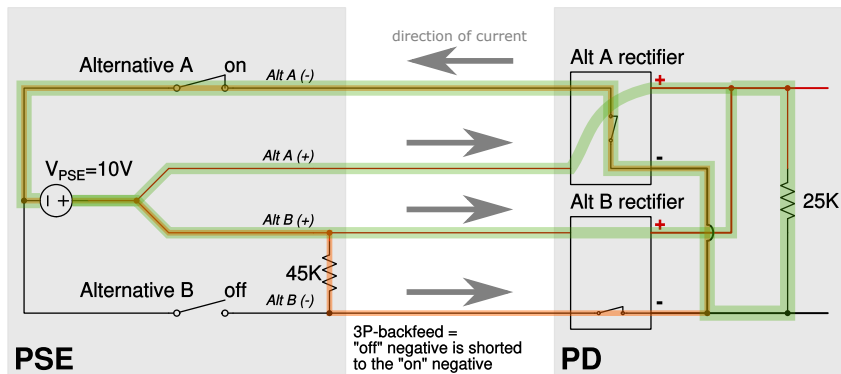 direction of current
Alternative A on
Alt A (-)
Alt A rectifier
+
Alt A (+)
-
V_PSE=10V
- +
Alt B rectifier
Alt B (+)
+
25K
45K
Alternative B off
Alt B (-)
-
3P-backfeed =
"off" negative is shorted
to the "on" negative
PSE
PD